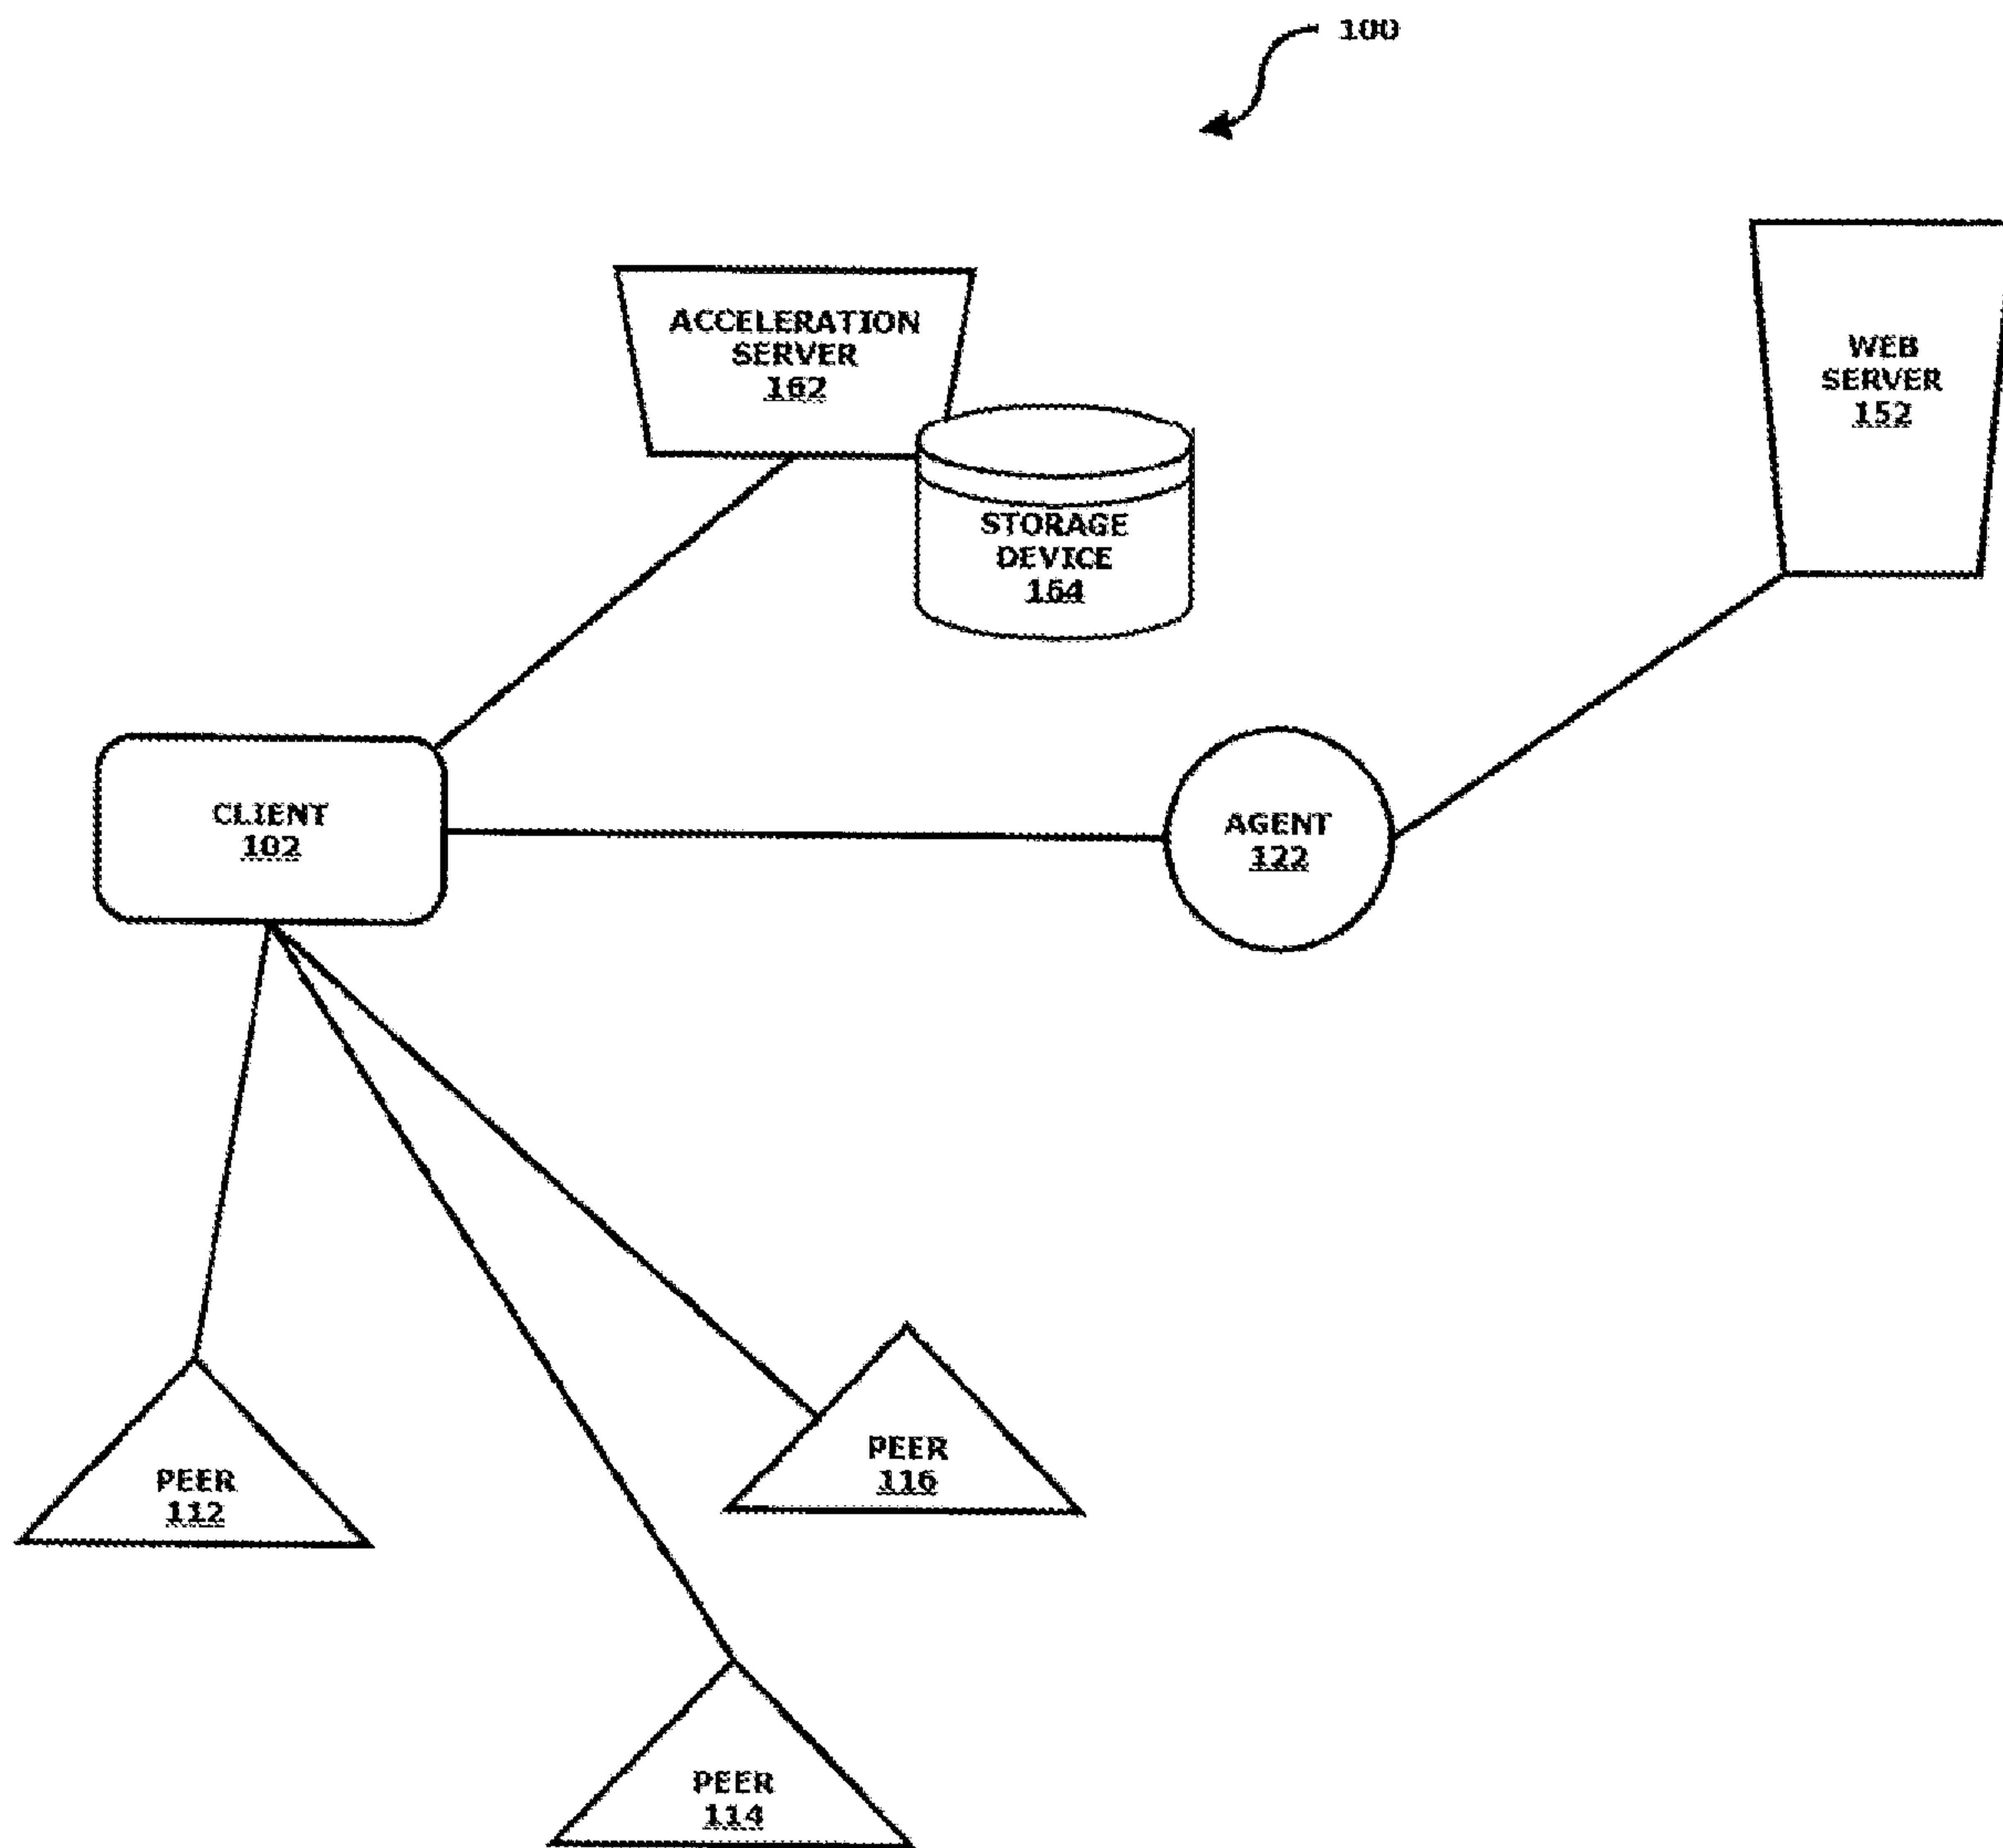 100
ACCELERATION
SERVER
162
WEB
SERVER
152
STORAGE
DEVICE
164
CLIENT
102
AGENT
122
PEER
116
PEER
112
PEER
114